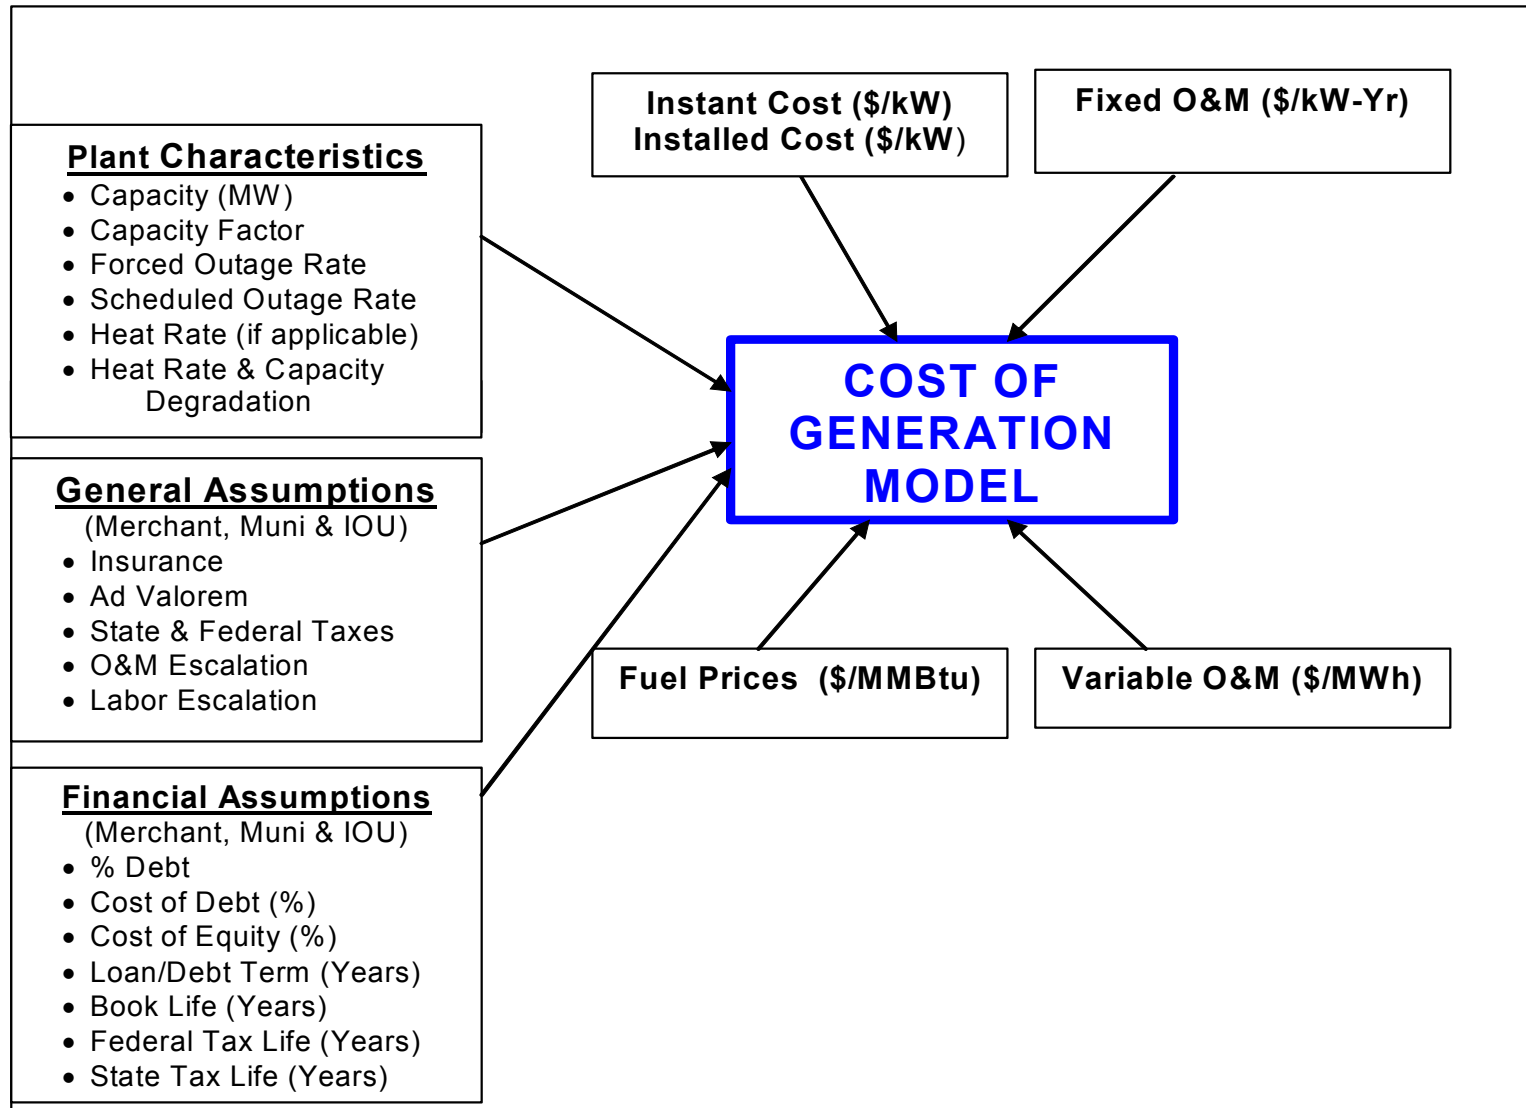 Plant Characteristics
• Capacity (MW)
• Capacity Factor
• Forced Outage Rate
• Scheduled Outage Rate
• Heat Rate (if applicable)
• Heat Rate & Capacity
Degradation
General Assumptions
(Merchant, Muni & IOU)
• Insurance
• Ad Valorem
• State & Federal Taxes
• O&M Escalation
• Labor Escalation
Financial Assumptions
(Merchant, Muni & IOU)
• % Debt
• Cost of Debt (%)
• Cost of Equity (%)
• Loan/Debt Term (Years)
• Book Life (Years)
• Federal Tax Life (Years)
• State Tax Life (Years)
Instant Cost ($/kW)
Installed Cost ($/kW)
Fixed O&M ($/kW-Yr)
COST OF
GENERATION
MODEL
Fuel Prices  ($/MMBtu)
Variable O&M ($/MWh)